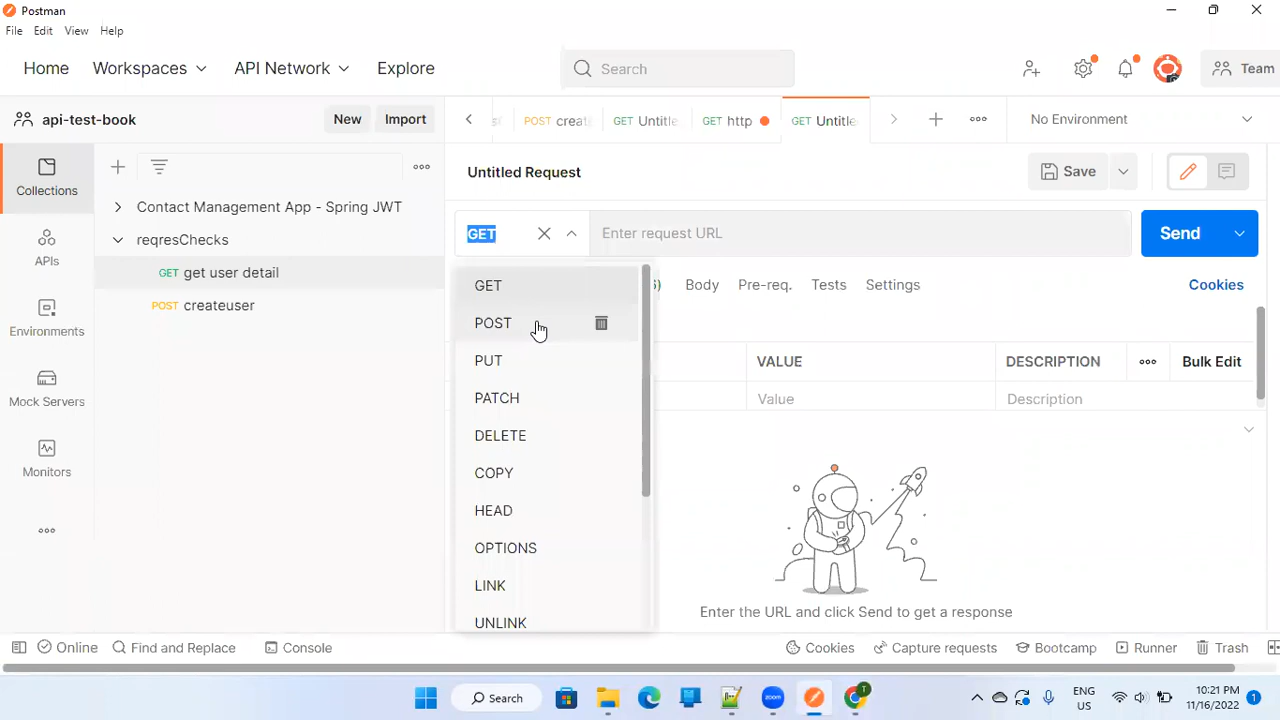 Postman
File Edit View Help
Home Workspaces API Network Explore Search Team
api-test-book New Import
POST creat GET Untitle GET http GET Untitle No Environment
Collections
APIs
Environments
Mock Servers
Monitors
Contact Management App - Spring JWT
reqresChecks
GET get user detail
POST createuser
Untitled Request Save
GET Enter request URL Send
Body Pre-req. Tests Settings Cookies
VALUE DESCRIPTION Bulk Edit
Value Description
GET
POST
PUT
PATCH
DELETE
COPY
HEAD
OPTIONS
LINK
UNLINK
Enter the URL and click Send to get a response
Online Find and Replace Console Cookies Capture requests Bootcamp Runner Trash
Search zoom T ENG US 10:21 PM 11/16/2022 1